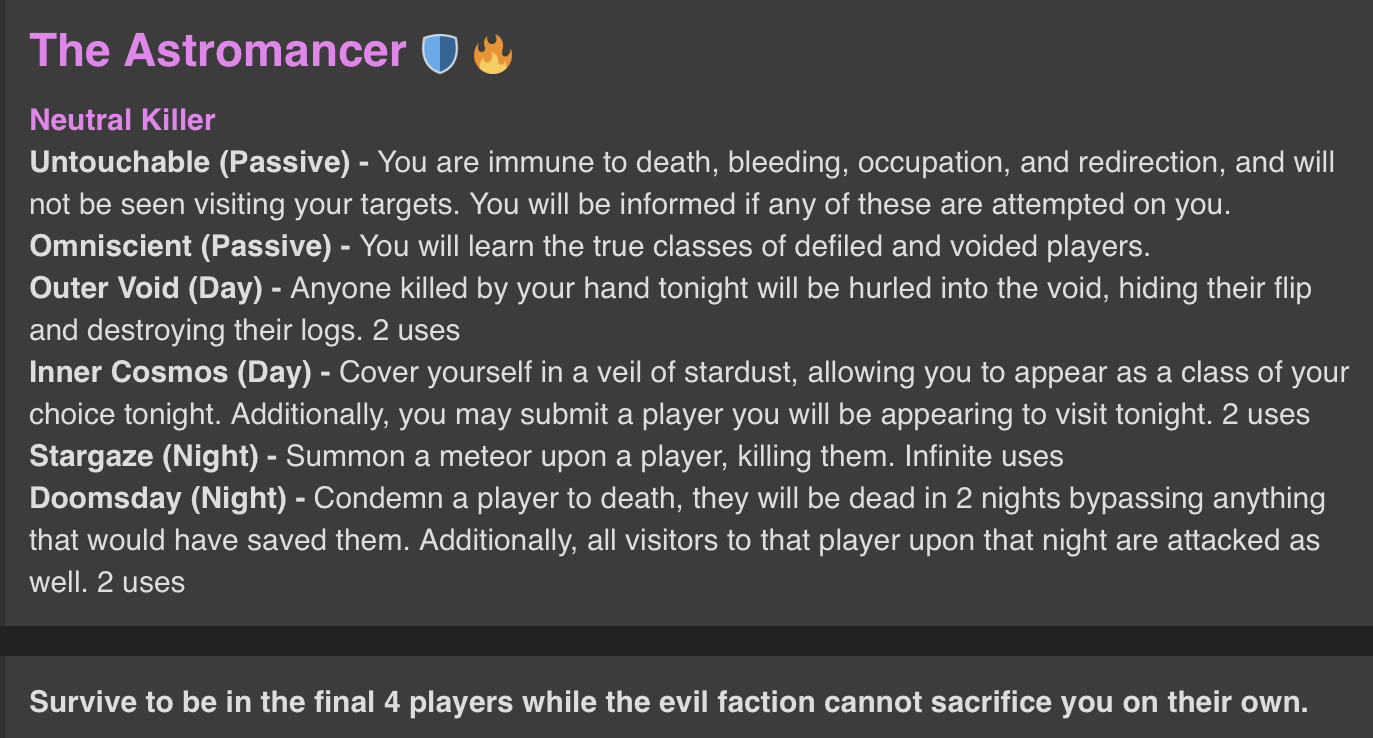 The Astromancer 🛡️ 🔥
Neutral Killer
Untouchable (Passive) - You are immune to death, bleeding, occupation, and redirection, and will
not be seen visiting your targets. You will be informed if any of these are attempted on you.
Omniscient (Passive) - You will learn the true classes of defiled and voided players.
Outer Void (Day) - Anyone killed by your hand tonight will be hurled into the void, hiding their flip
and destroying their logs. 2 uses
Inner Cosmos (Day) - Cover yourself in a veil of stardust, allowing you to appear as a class of your
choice tonight. Additionally, you may submit a player you will be appearing to visit tonight. 2 uses
Stargaze (Night) - Summon a meteor upon a player, killing them. Infinite uses
Doomsday (Night) - Condemn a player to death, they will be dead in 2 nights bypassing anything
that would have saved them. Additionally, all visitors to that player upon that night are attacked as
well. 2 uses
Survive to be in the final 4 players while the evil faction cannot sacrifice you on their own.